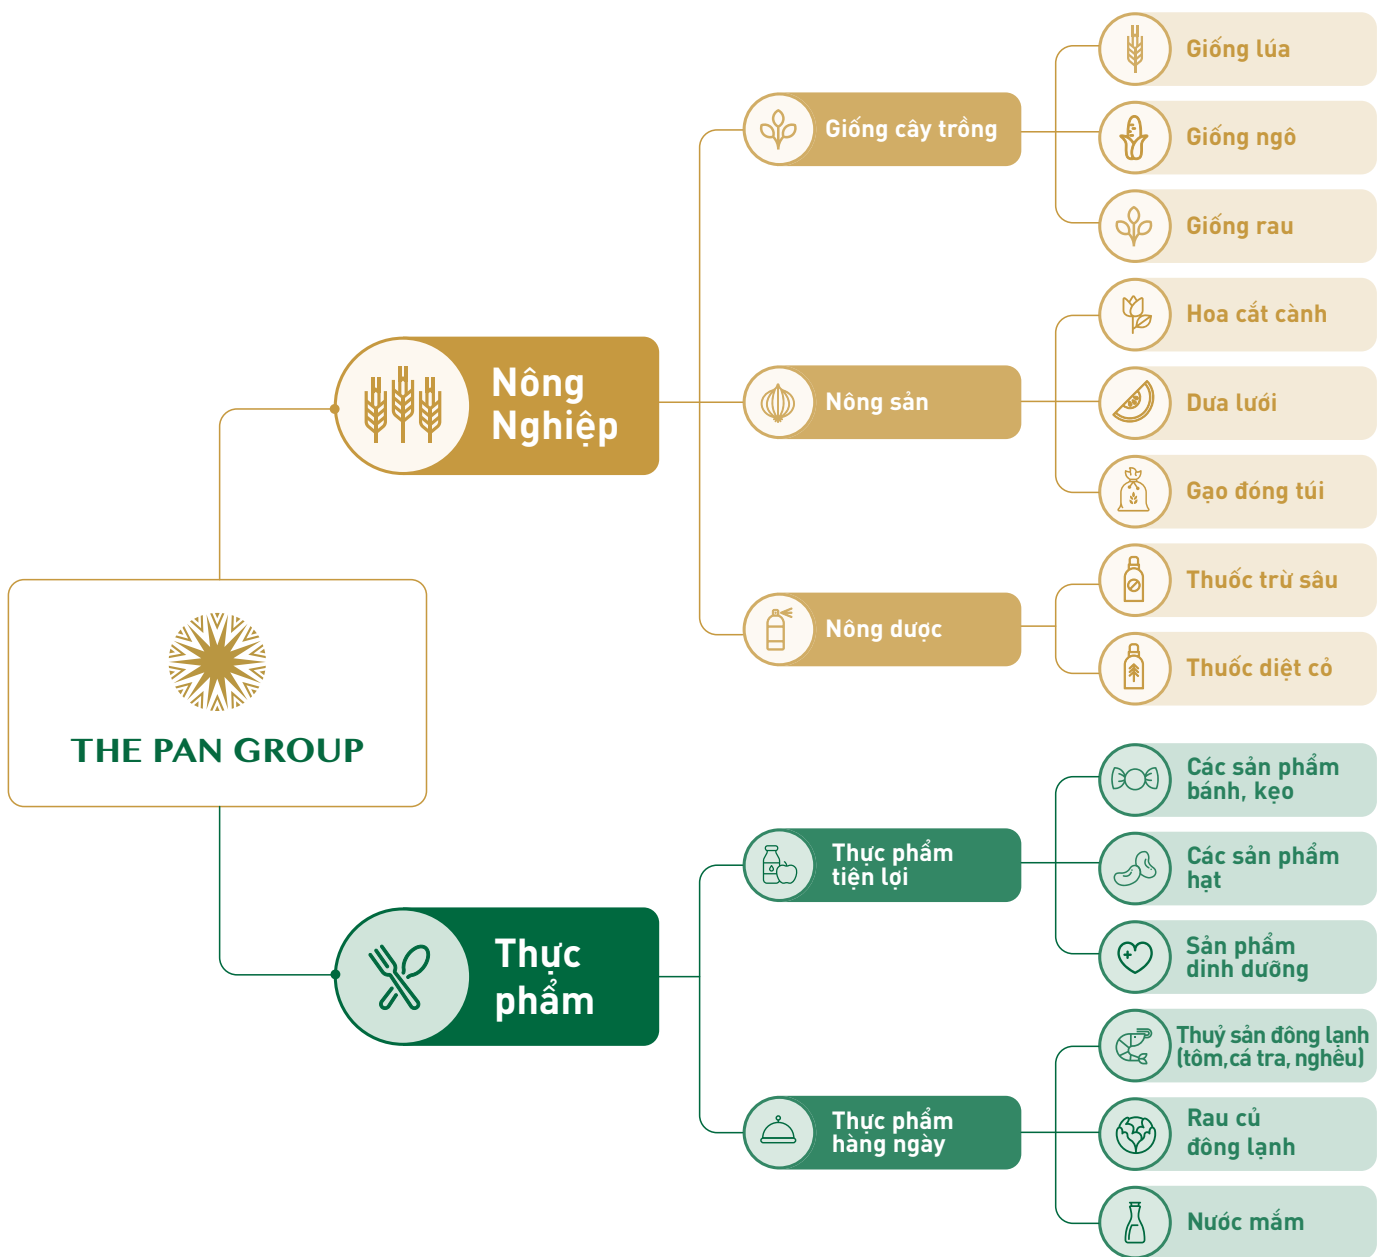 Giống lúa
Giống cây trồng
Giống ngô
Giống rau
Nông
Nghiệp
Hoa cắt cành
Nông sản
Dưa lưới
Gạo đóng túi
Nông dược
Thuốc trừ sâu
Thuốc diệt cỏ
THE PAN GROUP
Thực
phẩm
Thực phẩm
tiện lợi
Các sản phẩm
bánh, kẹo
Các sản phẩm
hạt
Sản phẩm
dinh dưỡng
Thực phẩm
hàng ngày
Thuỷ sản đông lạnh
(tôm,cá tra, nghêu)
Rau củ
đông lạnh
Nước mắm